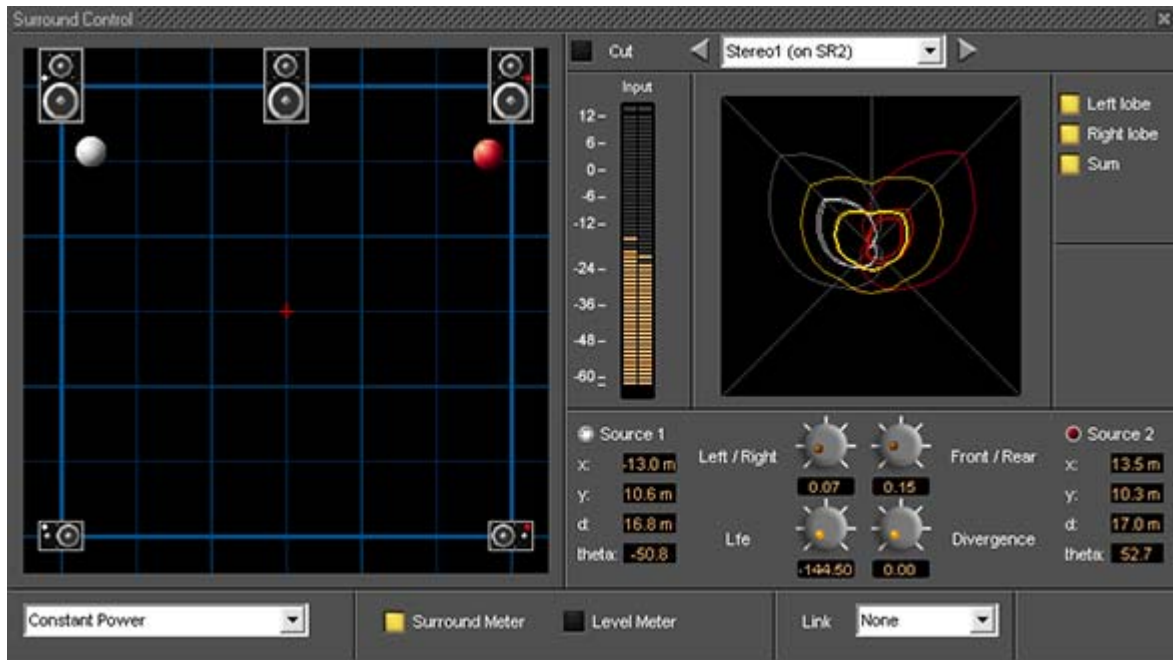 Surround Control
Cut
Stereo1 (on SR2)
Input
12
6
0
-6
-12
-24
-36
-48
-60
Left lobe
Right lobe
Sum
Source 1
x: -13.0 m
y: 10.6 m
d: 16.8 m
theta: -50.8
Left / Right
0.07
0.15
Front / Rear
Lfe
-144.50
0.00
Divergence
Source 2
x: 13.5 m
y: 10.3 m
d: 17.0 m
theta: 52.7
Constant Power
Surround Meter
Level Meter
Link
None